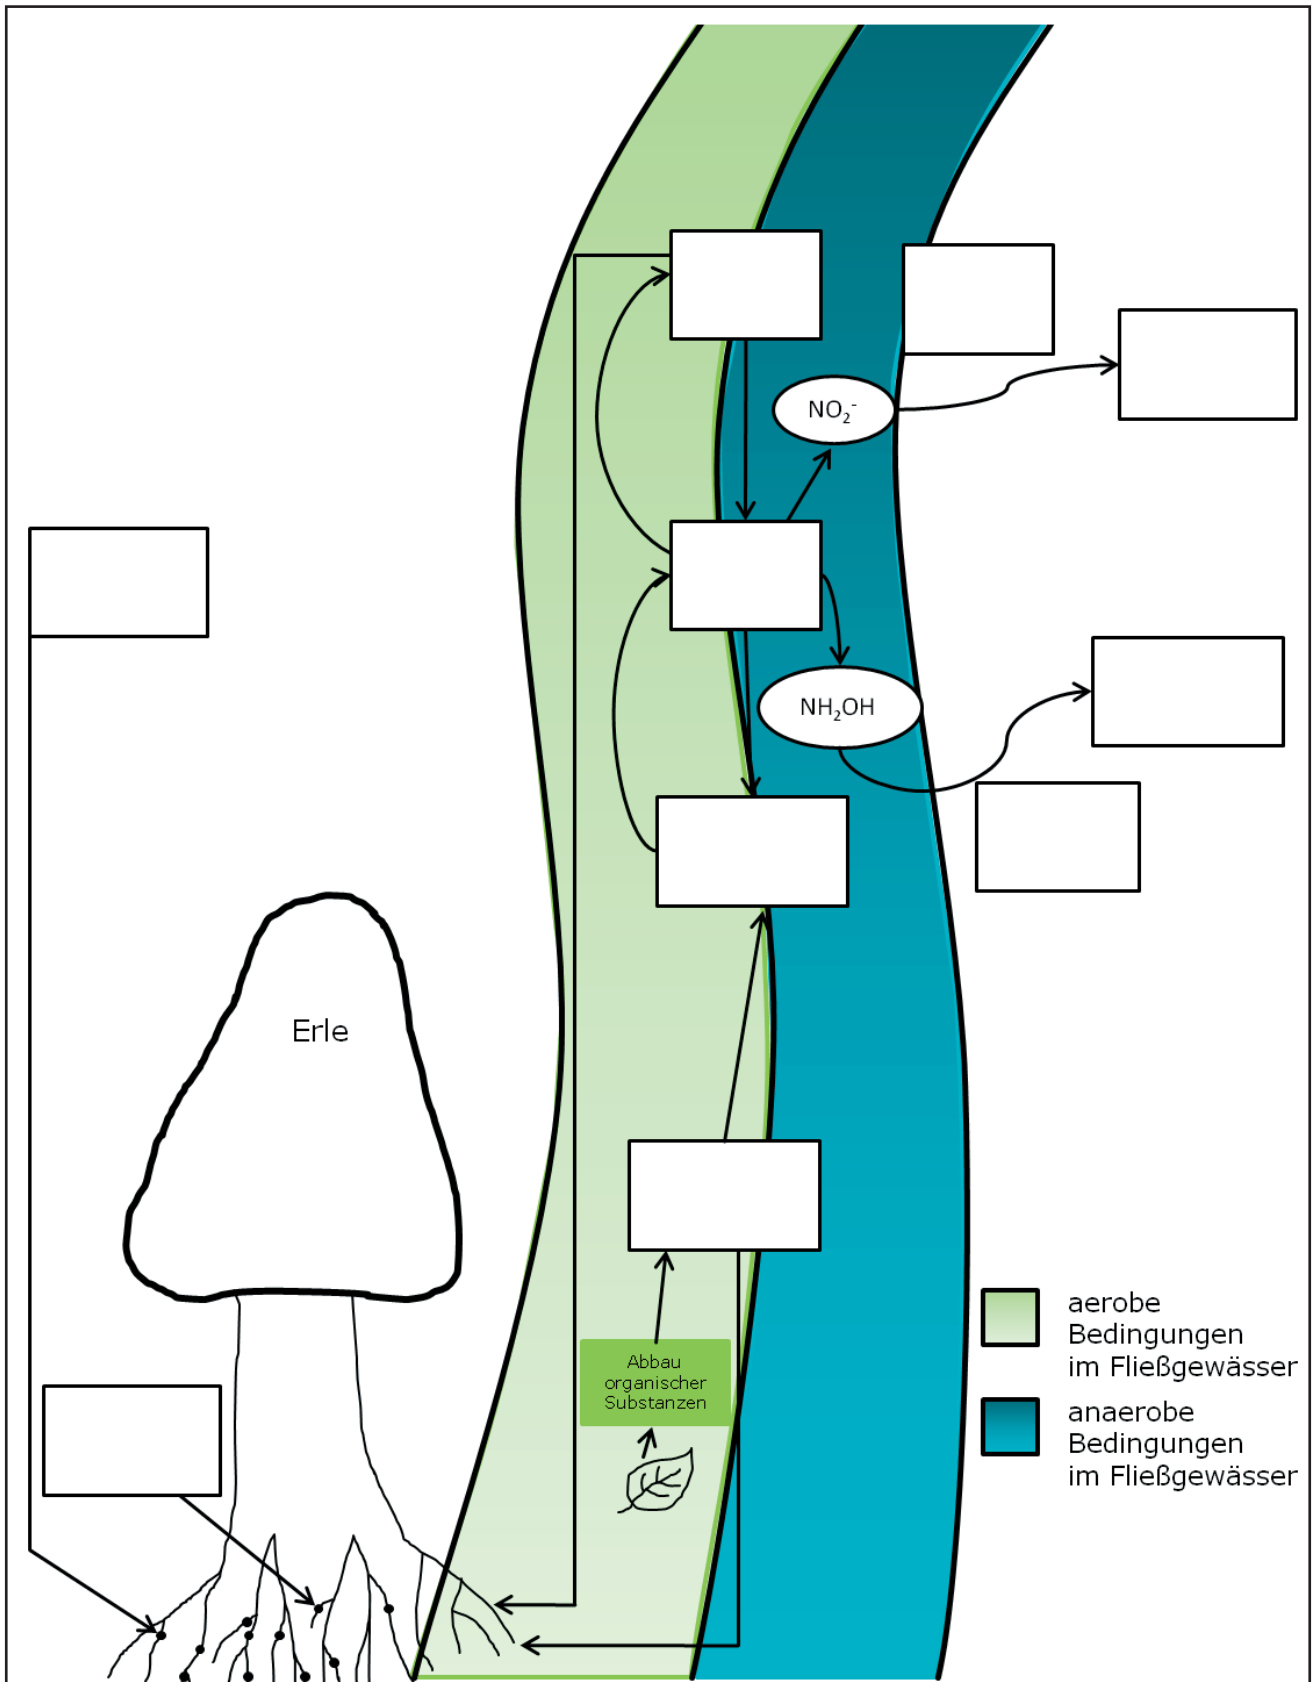 NO₂⁻
NH₂OH
Erle
Abbau
organischer
Substanzen
aerobe
Bedingungen
im Fließgewässer
anaerobe
Bedingungen
im Fließgewässer